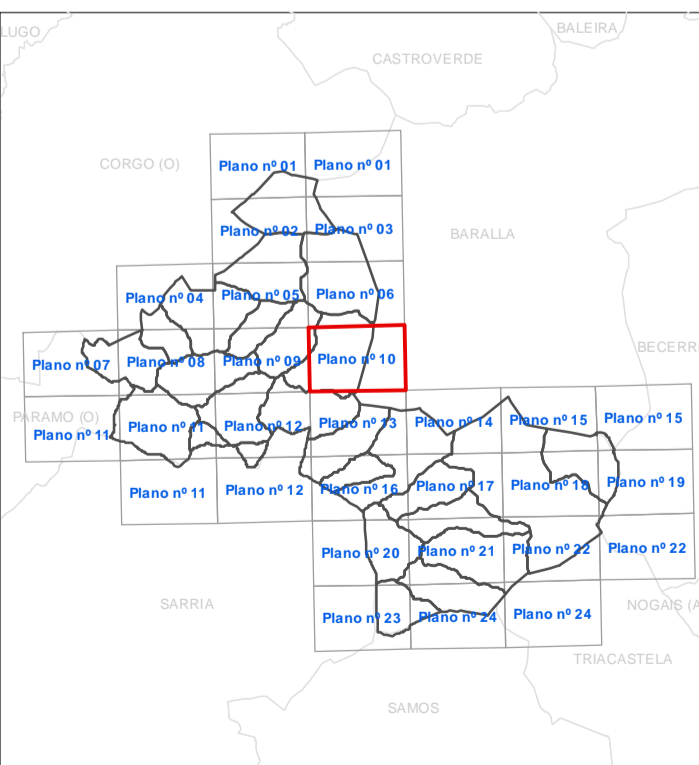 LUGO
BALEIRA
CASTROVERDE
CORGO (O)
Plano nº 01
Plano nº 01
Plano nº 02
Plano nº 03
BARALLA
Plano nº 04
Plano nº 05
Plano nº 06
BECERR
Plano nº 07
Plano nº 08
Plano nº 09
Plano nº 10
PARAMO (O)
Plano nº 11
Plano nº 11
Plano nº 12
Plano nº 13
Plano nº 14
Plano nº 15
Plano nº 15
Plano nº 11
Plano nº 12
Plano nº 16
Plano nº 17
Plano nº 18
Plano nº 19
Plano nº 20
Plano nº 21
Plano nº 22
Plano nº 22
SARRIA
NOGAIS (A
Plano nº 23
Plano nº 24
Plano nº 24
TRIACASTELA
SAMOS